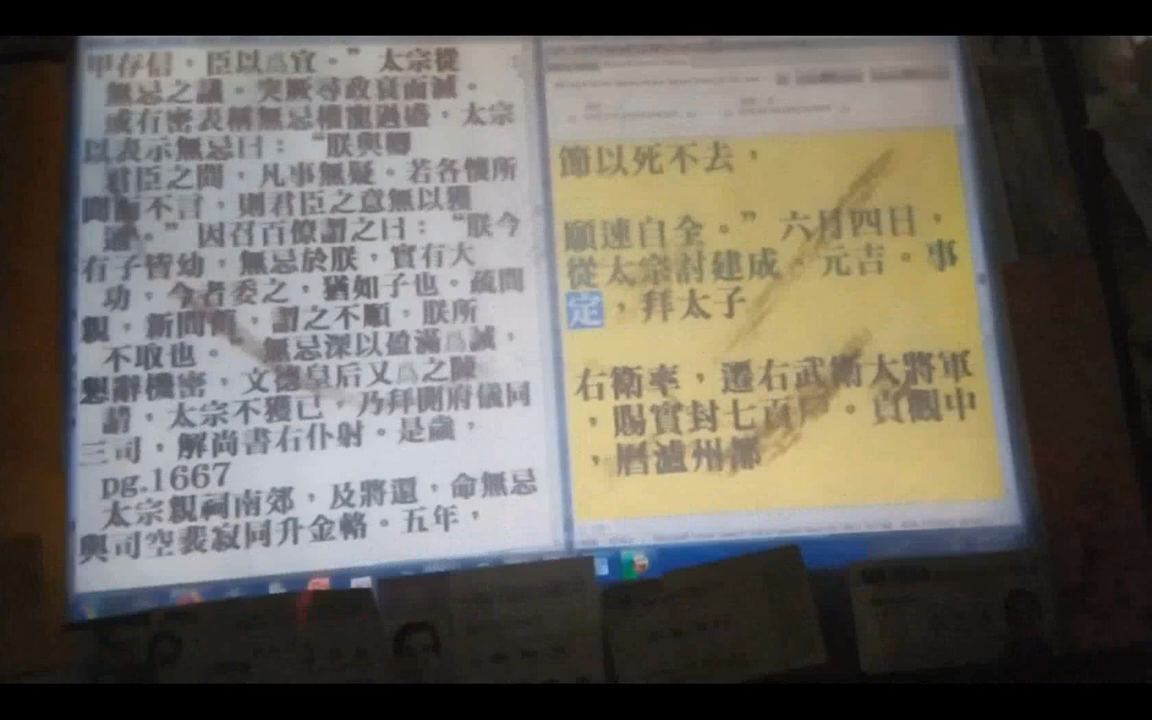 甲存信，臣以爲宜。”太宗從
無忌之議。突厥尋政衰而滅。
或有密表稱無忌權寵過盛，太宗
以表示無忌曰：“朕與卿
君臣之間，凡事無疑。若各懷所
聞而不言，則君臣之意無以獲
通。”因召百僚謂之曰：“朕今
有子皆幼，無忌於朕，實有大
功，今者委之，猶如子也。疏間
親，新間舊，謂之不順，朕所
不取也。”無忌深以盈滿爲誡，
懇辭機密，文德皇后又爲之陳
請，太宗不獲已，乃拜開府儀同
三司，解尚書右仆射。是歲，
pg.1667
太宗親祠南郊，及將還，命無忌
與司空裴寂同升金輅。五年，
節以死不去，
願速自全。”六月四日，
從太宗討建成、元吉。事
定，拜太子
右衛率，遷右武衛大將軍
，賜實封七百戶。貞觀中
，曆瀘州都